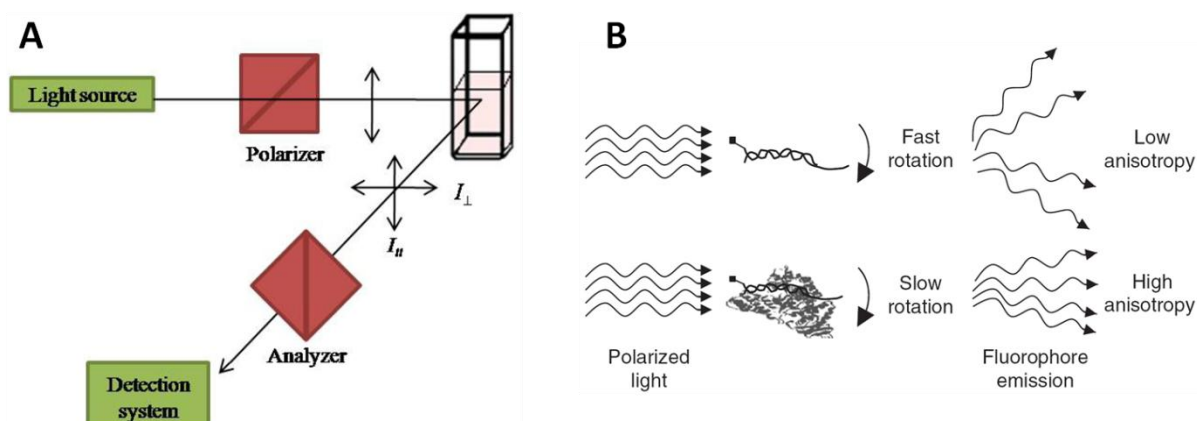 A
Light source
Polarizer
I⊥
I∥
Analyzer
Detection
system
B
Fast
rotation
Low
anisotropy
Slow
rotation
High
anisotropy
Polarized
light
Fluorophore
emission